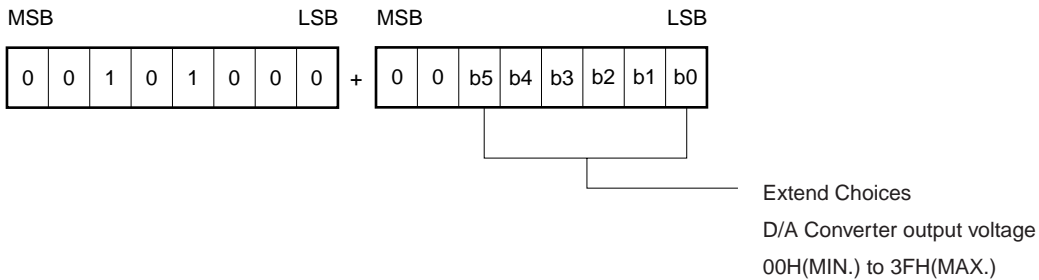 MSB LSB MSB LSB
0 0 1 0 1 0 0 0 + 0 0 b5 b4 b3 b2 b1 b0
Extend Choices
D/A Converter output voltage
00H(MIN.) to 3FH(MAX.)